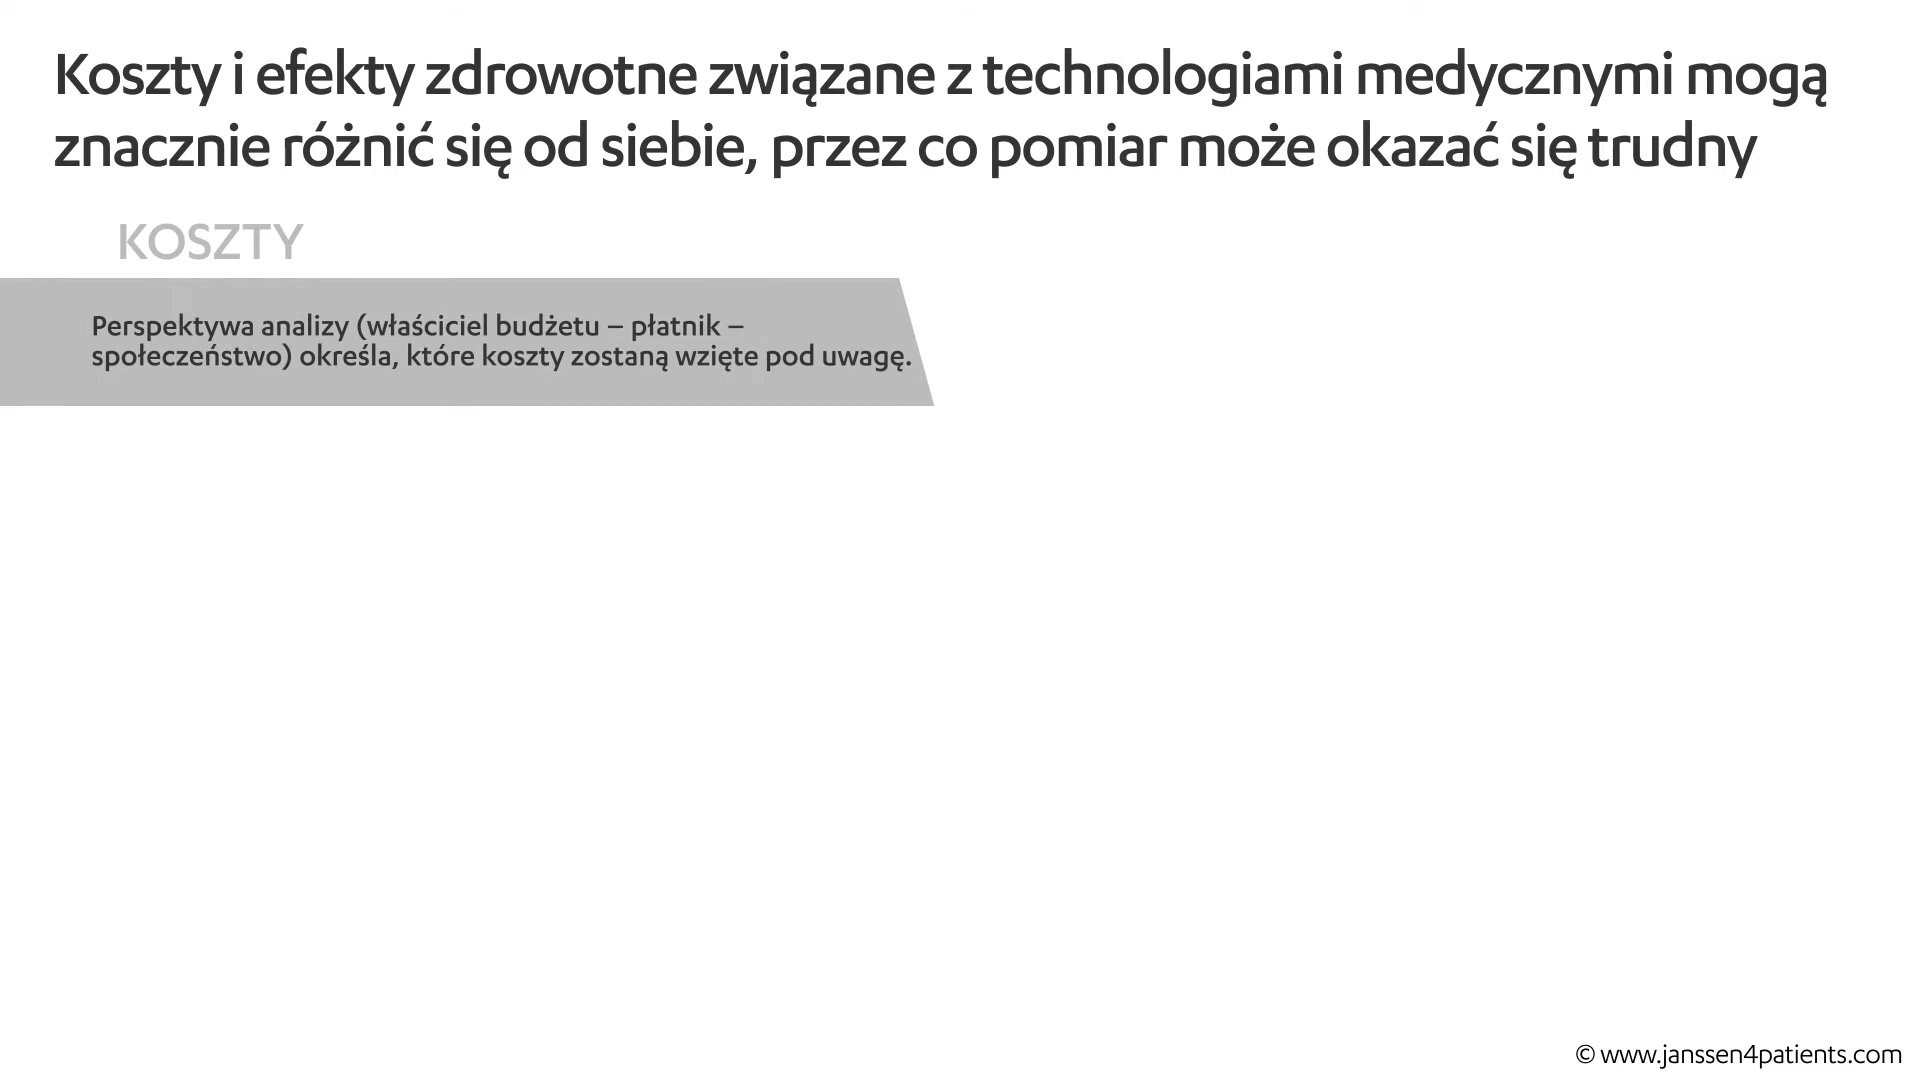 Koszty i efekty zdrowotne związane z technologiami medycznymi mogą
znacznie różnić się od siebie, przez co pomiar może okazać się trudny
KOSZTY
Perspektywa analizy (właściciel budżetu – płatnik –
społeczeństwo) określa, które koszty zostaną wzięte pod uwagę.
© www.janssen4patients.com